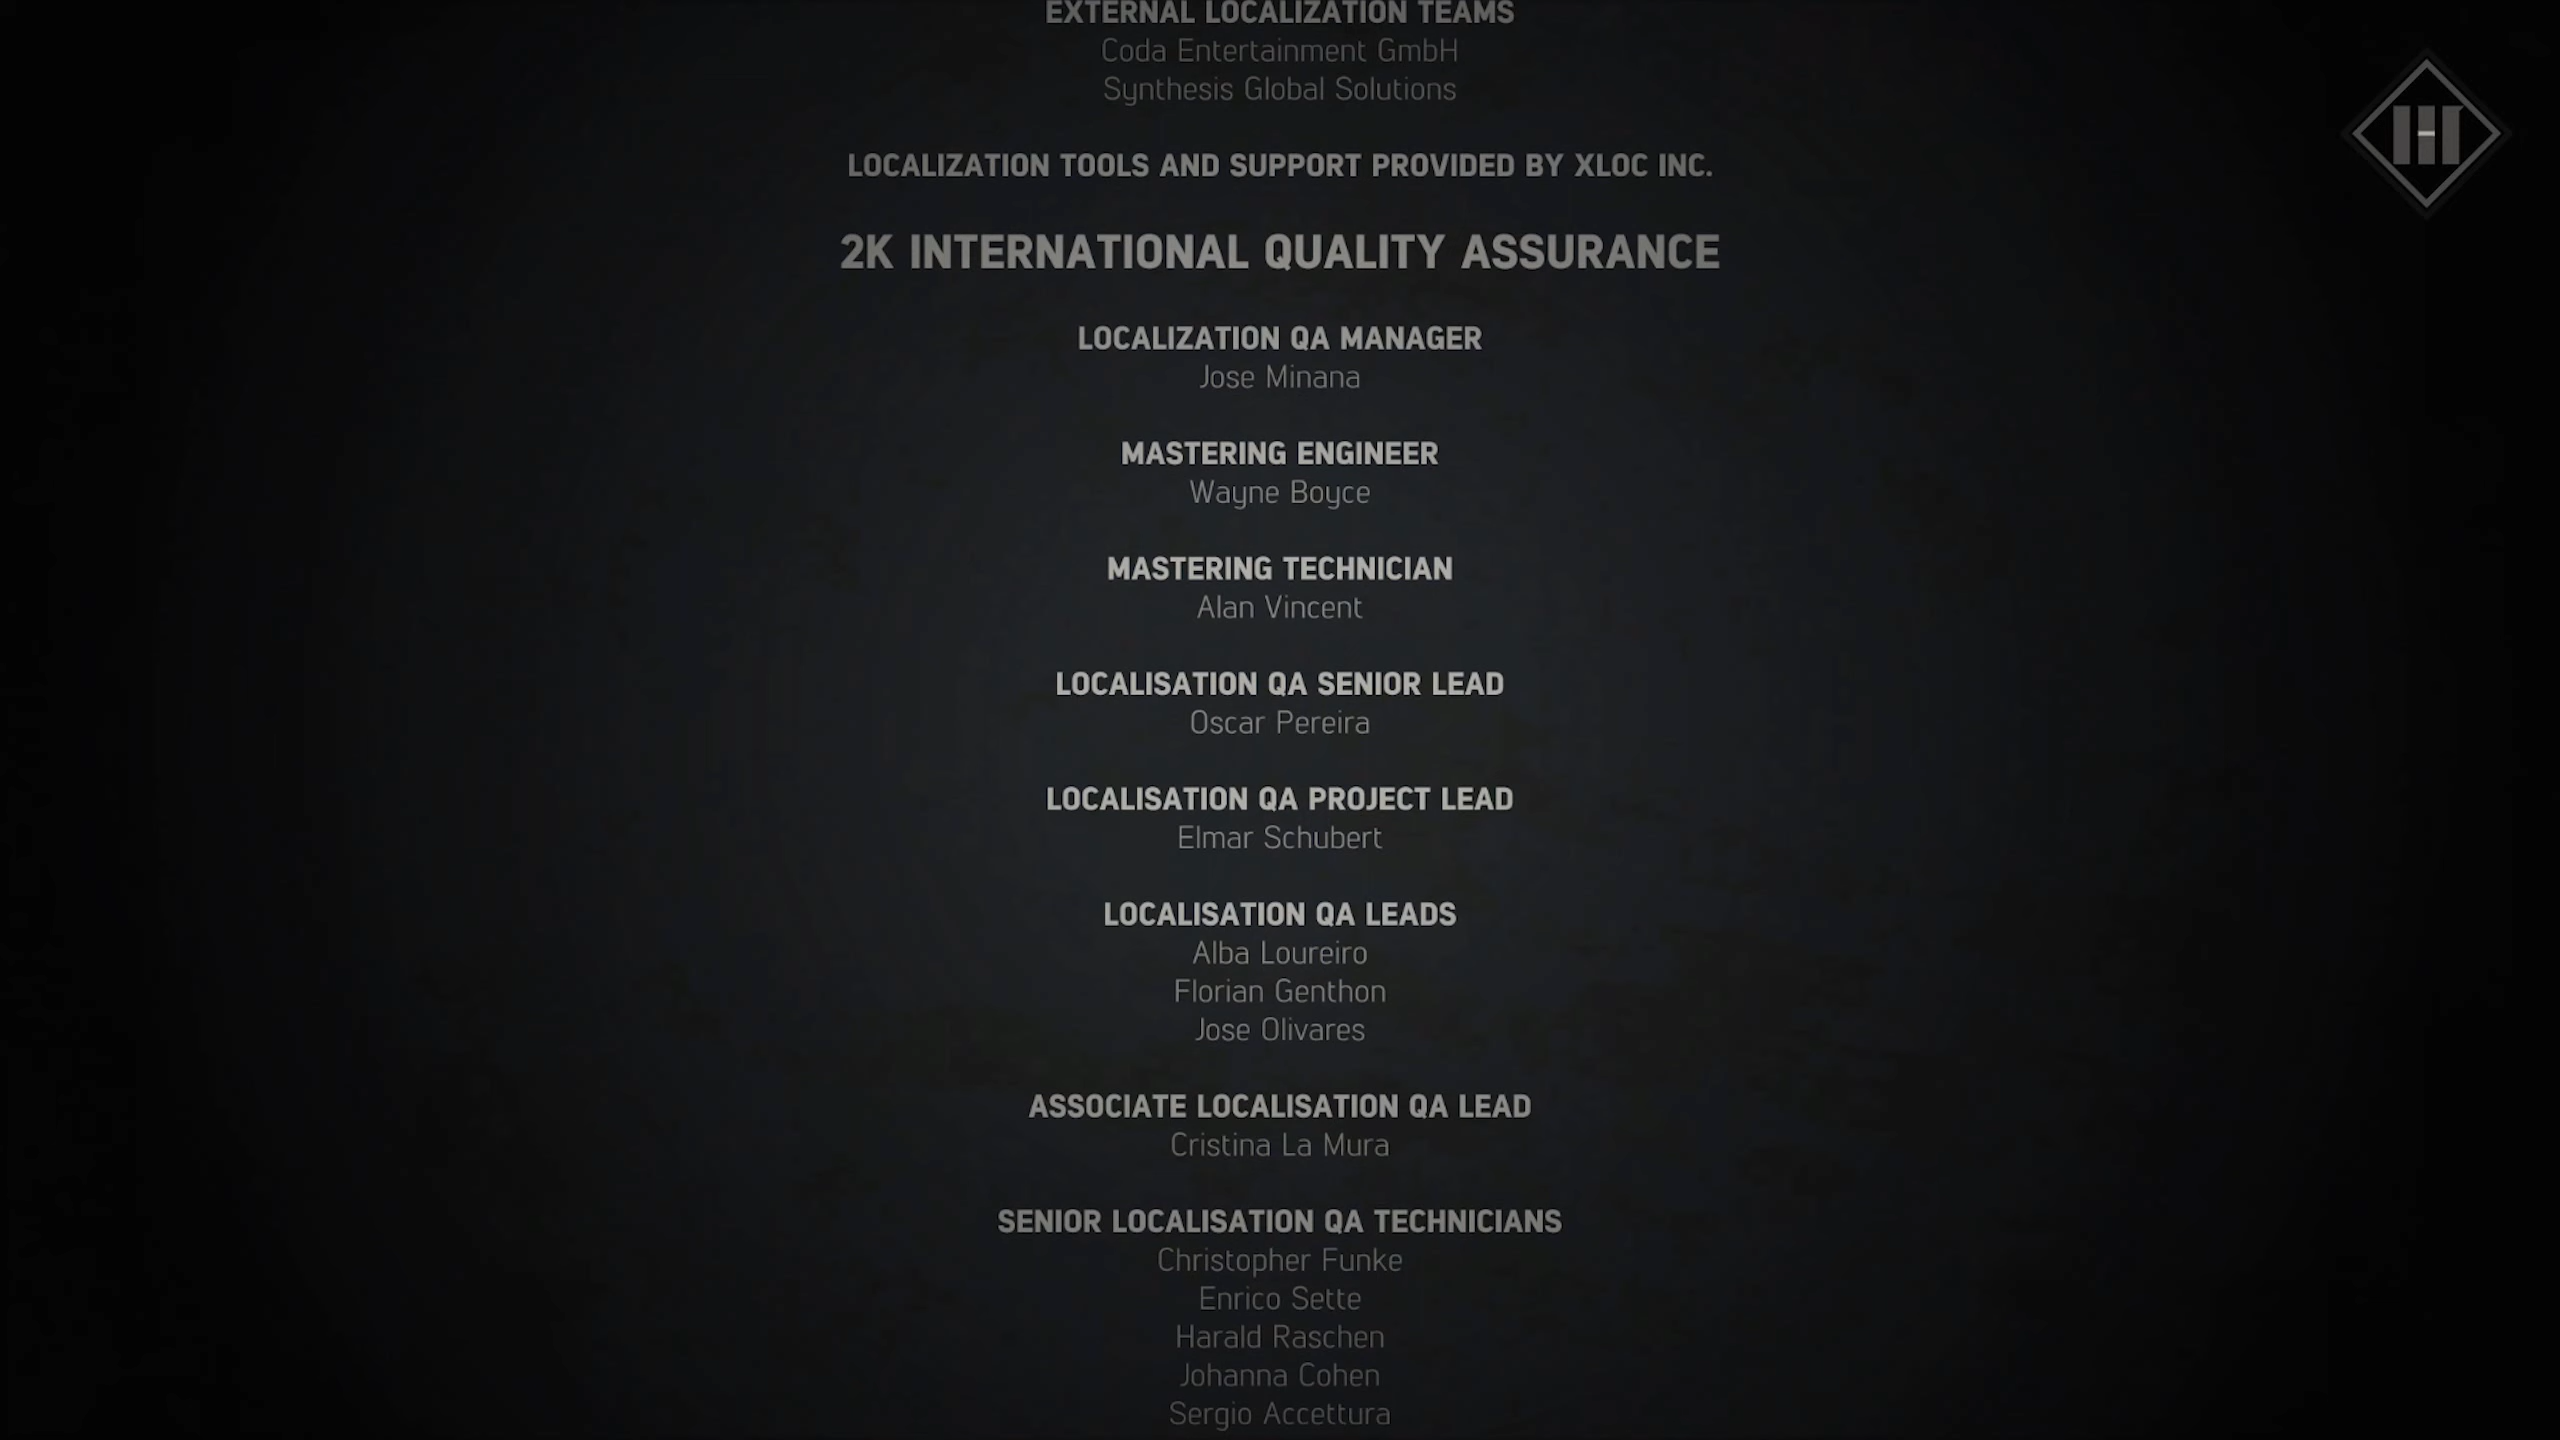 EXTERNAL LOCALIZATION TEAMS
Coda Entertainment GmbH
Synthesis Global Solutions
LOCALIZATION TOOLS AND SUPPORT PROVIDED BY XLOC INC.
2K INTERNATIONAL QUALITY ASSURANCE
LOCALIZATION QA MANAGER
Jose Minana
MASTERING ENGINEER
Wayne Boyce
MASTERING TECHNICIAN
Alan Vincent
LOCALISATION QA SENIOR LEAD
Oscar Pereira
LOCALISATION QA PROJECT LEAD
Elmar Schubert
LOCALISATION QA LEADS
Alba Loureiro
Florian Genthon
Jose Olivares
ASSOCIATE LOCALISATION QA LEAD
Cristina La Mura
SENIOR LOCALISATION QA TECHNICIANS
Christopher Funke
Enrico Sette
Harald Raschen
Johanna Cohen
Sergio Accettura